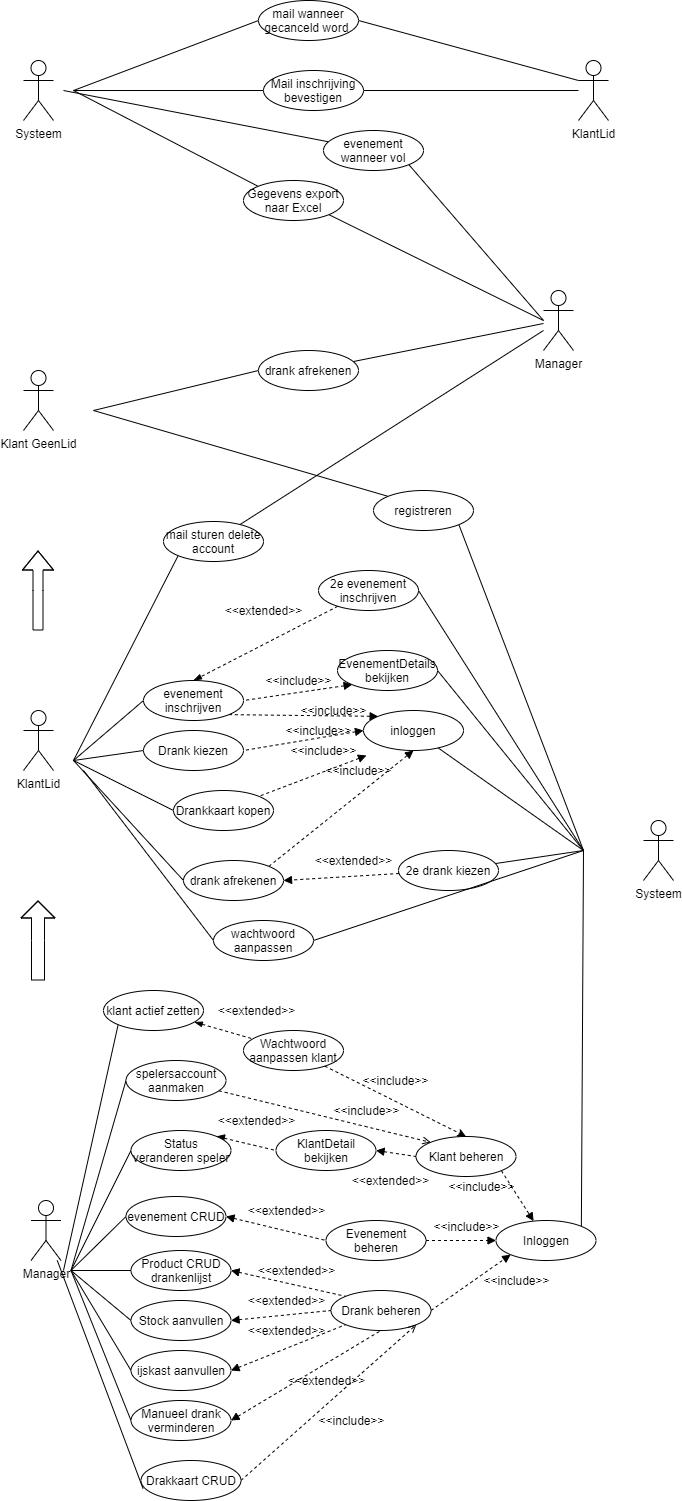 mail wanneer
gecanceld word
Mail inschrijving
bevestigen
Systeem
KlantLid
evenement
wanneer vol
Gegevens export
naar Excel
Manager
drank afrekenen
Klant GeenLid
registreren
mail sturen delete
account
2e evenement
inschrijven
<<extended>>
EvenementDetails
bekijken
<<include>>
evenement
inschrijven
<<include>>
inloggen
<<include>>
Drank kiezen
<<include>>
<<include>>
KlantLid
Drankkaart kopen
<<extended>>
2e drank kiezen
drank afrekenen
Systeem
wachtwoord
aanpassen
klant actief zetten
<<extended>>
Wachtwoord
aanpassen klant
spelersaccount
aanmaken
<<include>>
<<include>>
<<extended>>
Status
veranderen speler
KlantDetail
bekijken
Klant beheren
<<extended>>
<<include>>
evenement CRUD
<<extended>>
Evenement
beheren
<<include>>
Inloggen
Manager
Product CRUD
drankenlijst
<<extended>>
<<include>>
<<extended>>
Drank beheren
Stock aanvullen
<<extended>>
ijskast aanvullen
<<extended>>
Manueel drank
verminderen
<<include>>
Drakkaart CRUD